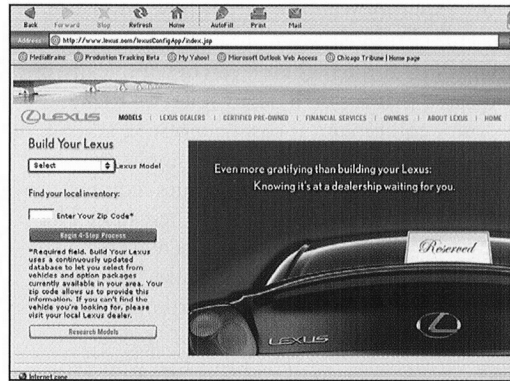 Back Forward Stop Refresh Home AutoFill Print Mail
Address: http://www.lexus.com/lexusConfigApp/index.jsp
MediaBrains Production Tracking Beta My Yahoo! Microsoft Outlook Web Access Chicago Tribune | Home page
LEXUS MODELS | LEXUS DEALERS | CERTIFIED PRE-OWNED | FINANCIAL SERVICES | OWNERS | ABOUT LEXUS | HOME
Build Your Lexus
Select Lexus Model
Find your local inventory:
Enter Your Zip Code*
Begin 4-Step Process
*Required field. Build Your Lexus
uses a continuously updated
database to let you select from
vehicles and option packages
currently available in your area. Your
zip code allows us to provide this
information. If you can't find the
vehicle you're looking for, please
visit your local Lexus dealer.
Research Models
Even more gratifying than building your Lexus:
Knowing it's at a dealership waiting for you.
Reserved
LEXUS
Internet zone